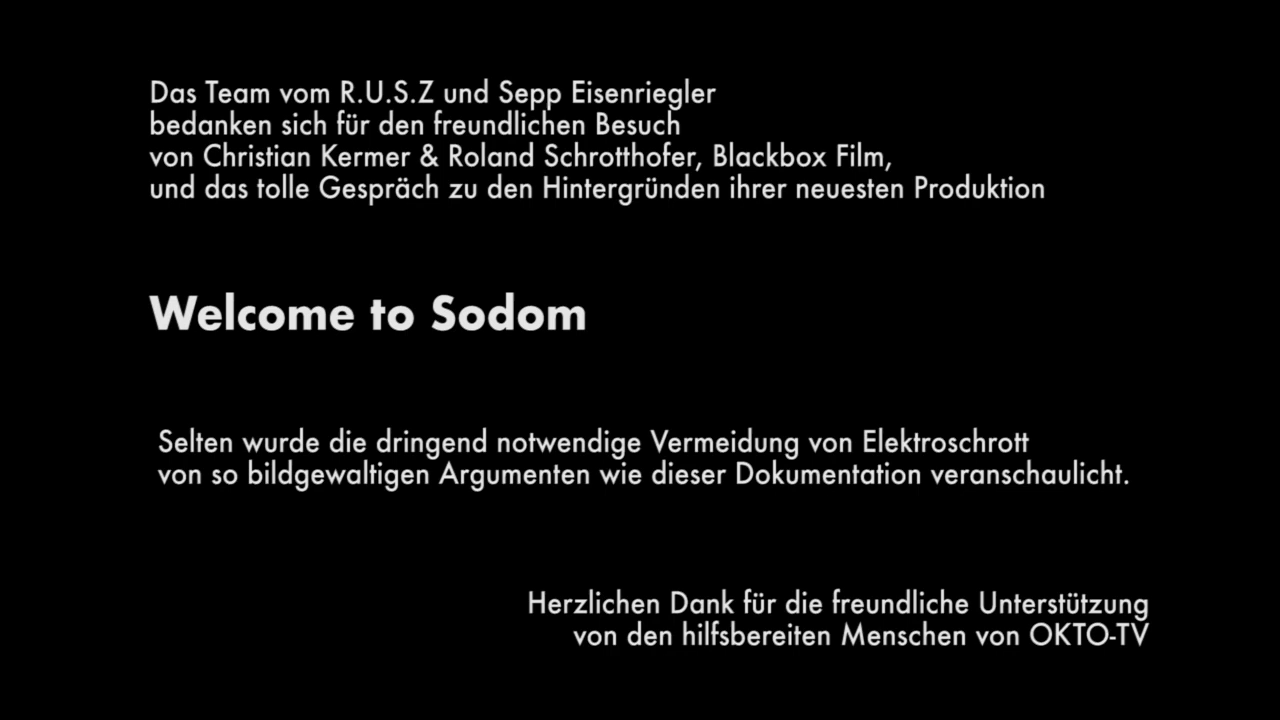 Das Team vom R.U.S.Z und Sepp Eisenriegler
bedanken sich für den freundlichen Besuch
von Christian Kermer & Roland Schrotthofer, Blackbox Film,
und das tolle Gespräch zu den Hintergründen ihrer neuesten Produktion
Welcome to Sodom
Selten wurde die dringend notwendige Vermeidung von Elektroschrott
von so bildgewaltigen Argumenten wie dieser Dokumentation veranschaulicht.
Herzlichen Dank für die freundliche Unterstützung
von den hilfsbereiten Menschen von OKTO-TV